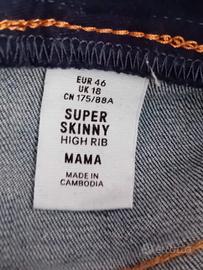 EUR 46
UK 18
CN 175/88A
SUPER
SKINNY
HIGH RIB
MAMA
MADE IN
CAMBODIA